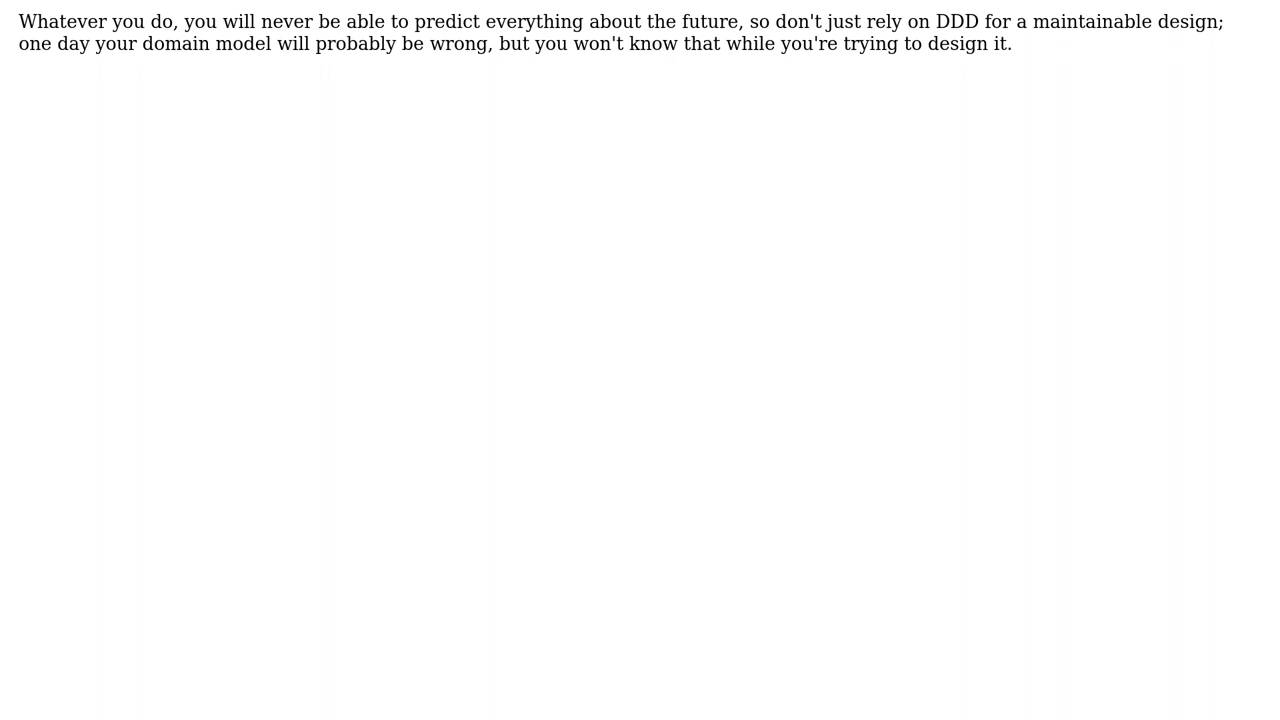 Whatever you do, you will never be able to predict everything about the future, so don't just rely on DDD for a maintainable design;
one day your domain model will probably be wrong, but you won't know that while you're trying to design it.